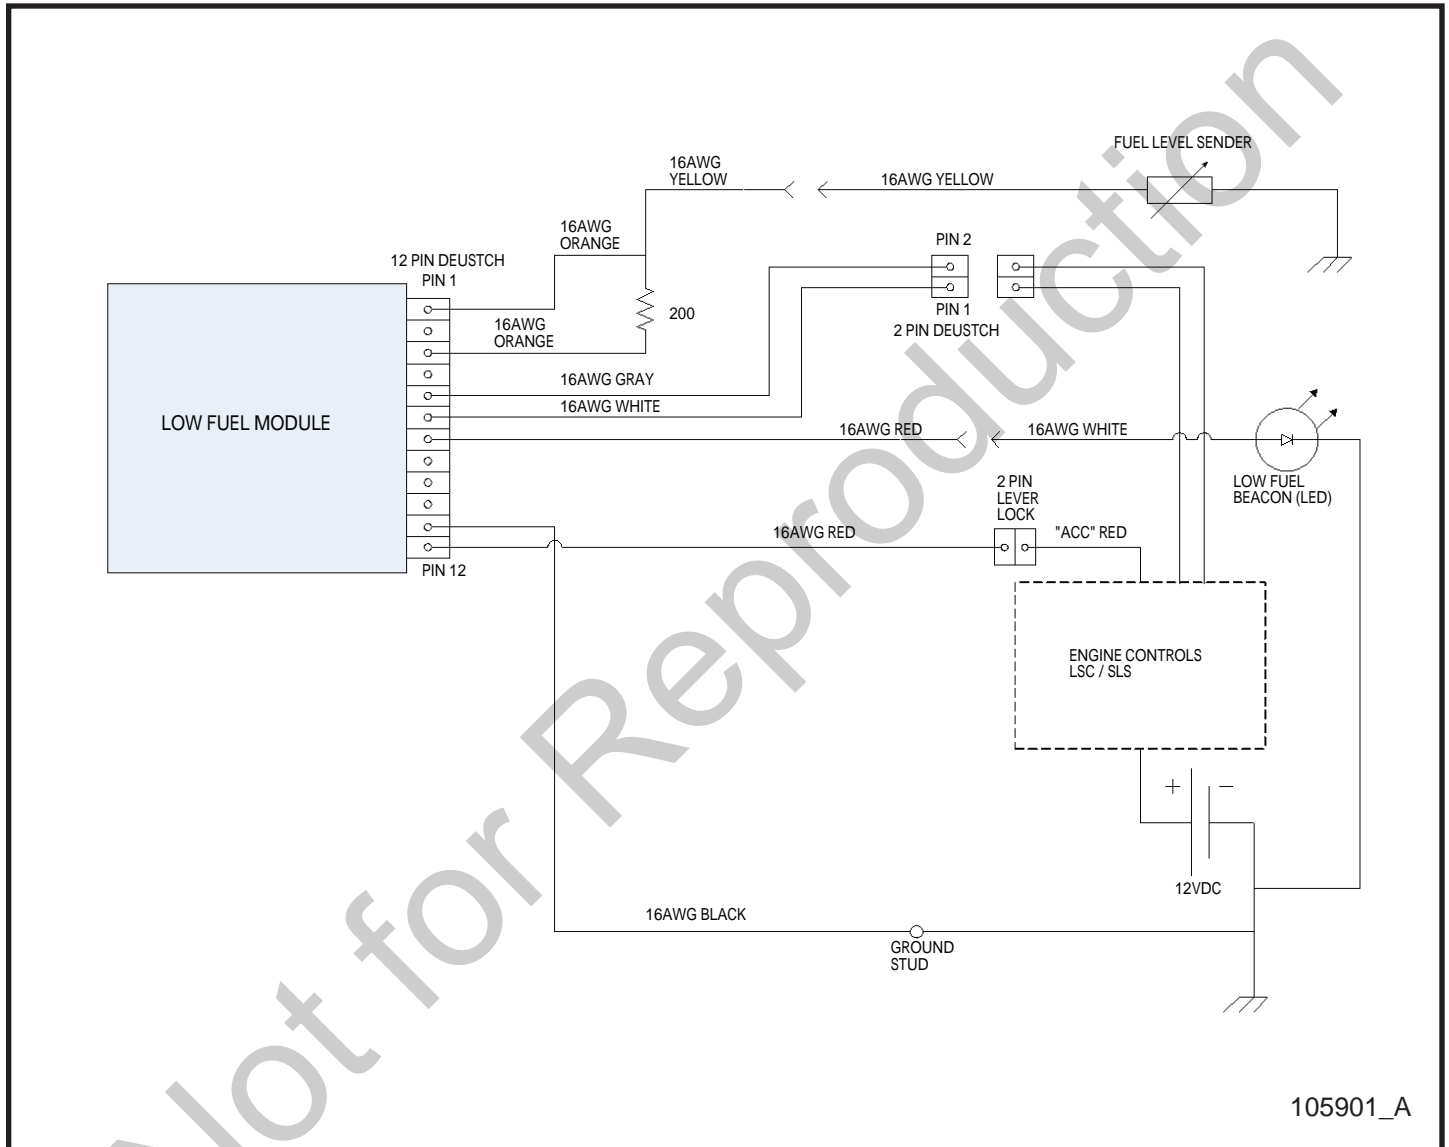 FUEL LEVEL SENDER
16AWG
YELLOW
16AWG YELLOW
16AWG
ORANGE
PIN 2
12 PIN DEUSTCH
PIN 1
200
PIN 1
2 PIN DEUSTCH
16AWG
ORANGE
16AWG GRAY
16AWG WHITE
LOW FUEL MODULE
16AWG RED
16AWG WHITE
LOW FUEL
BEACON (LED)
2 PIN
LEVER
LOCK
16AWG RED
"ACC" RED
PIN 12
ENGINE CONTROLS
LSC / SLS
+ −
12VDC
16AWG BLACK
GROUND
STUD
105901_A
Not for Reproduction